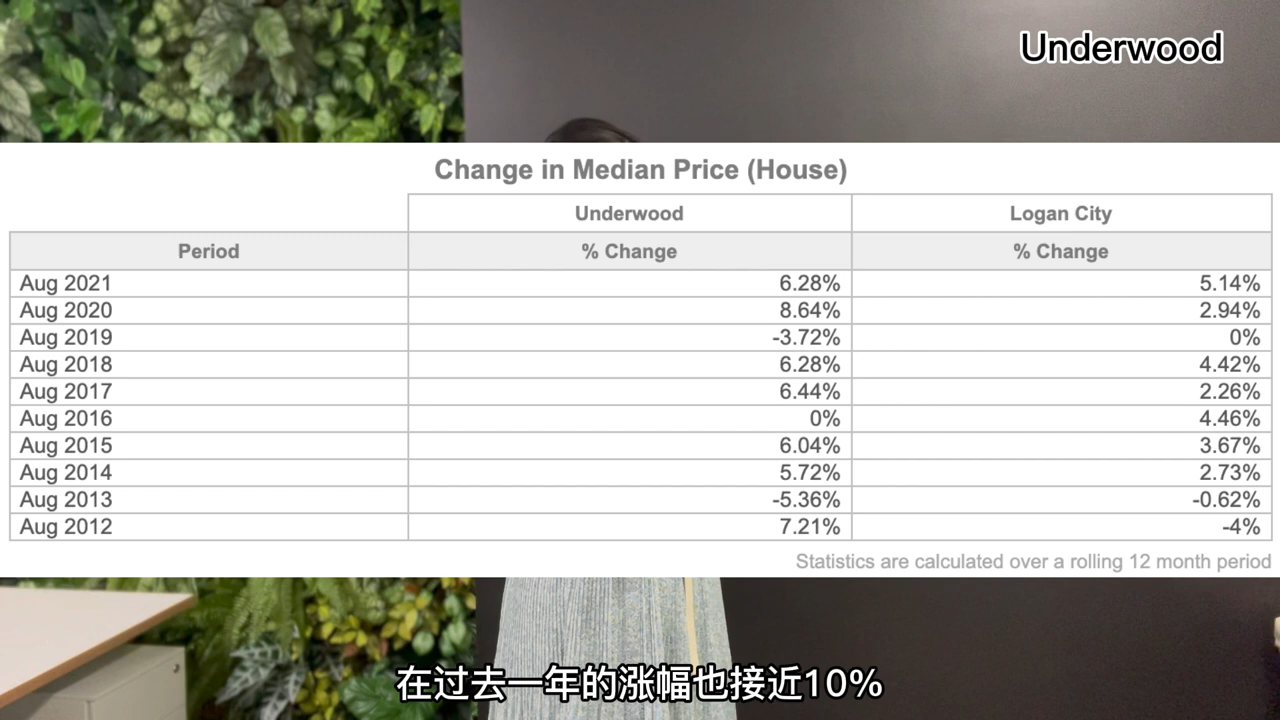 Underwood
Change in Median Price (House)
Underwood Logan City
Period % Change % Change
Aug 2021 6.28% 5.14%
Aug 2020 8.64% 2.94%
Aug 2019 -3.72% 0%
Aug 2018 6.28% 4.42%
Aug 2017 6.44% 2.26%
Aug 2016 0% 4.46%
Aug 2015 6.04% 3.67%
Aug 2014 5.72% 2.73%
Aug 2013 -5.36% -0.62%
Aug 2012 7.21% -4%
Statistics are calculated over a rolling 12 month period
在过去一年的涨幅也接近10%